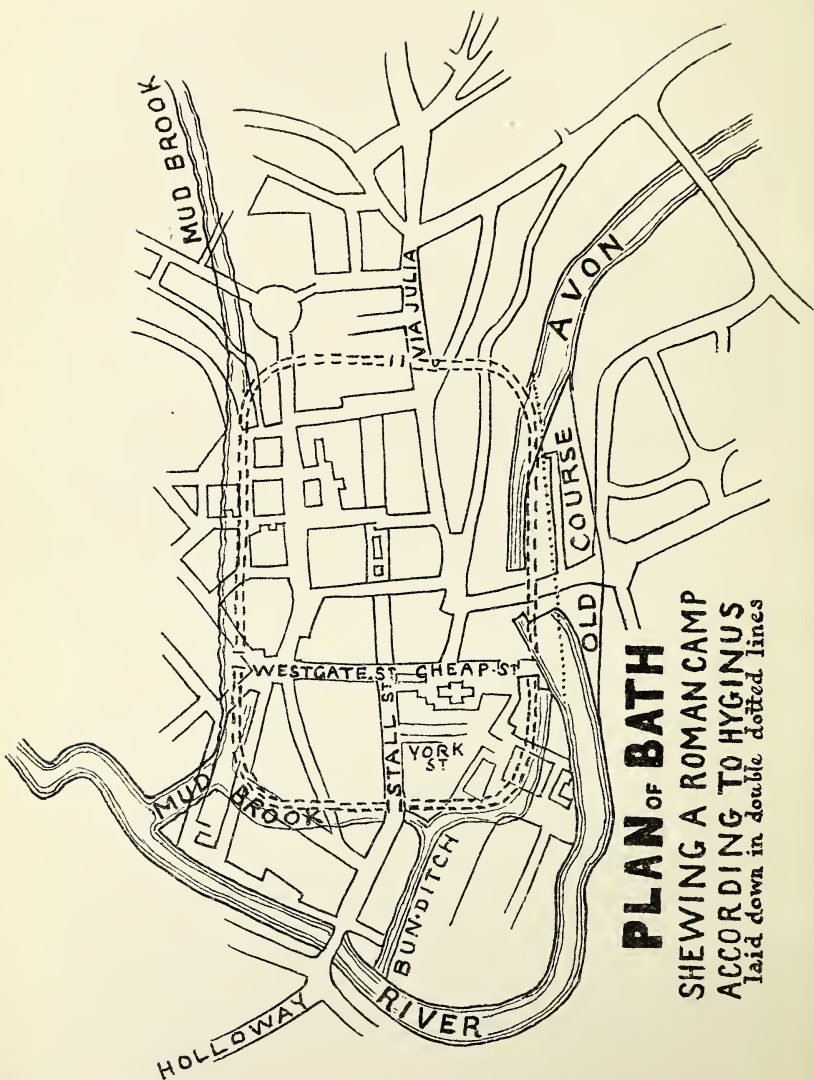 PLAN OF BATH
SHEWING A ROMAN CAMP
ACCORDING TO HYGINUS
laid down in double dotted lines
MUD BROOK
VIA JULIA
AVON
OLD COURSE
WESTGATE.ST.
CHEAP.ST
STALL ST.
YORK
ST.
MUD BROOK
BUN.DITCH
RIVER
HOLLOWAY